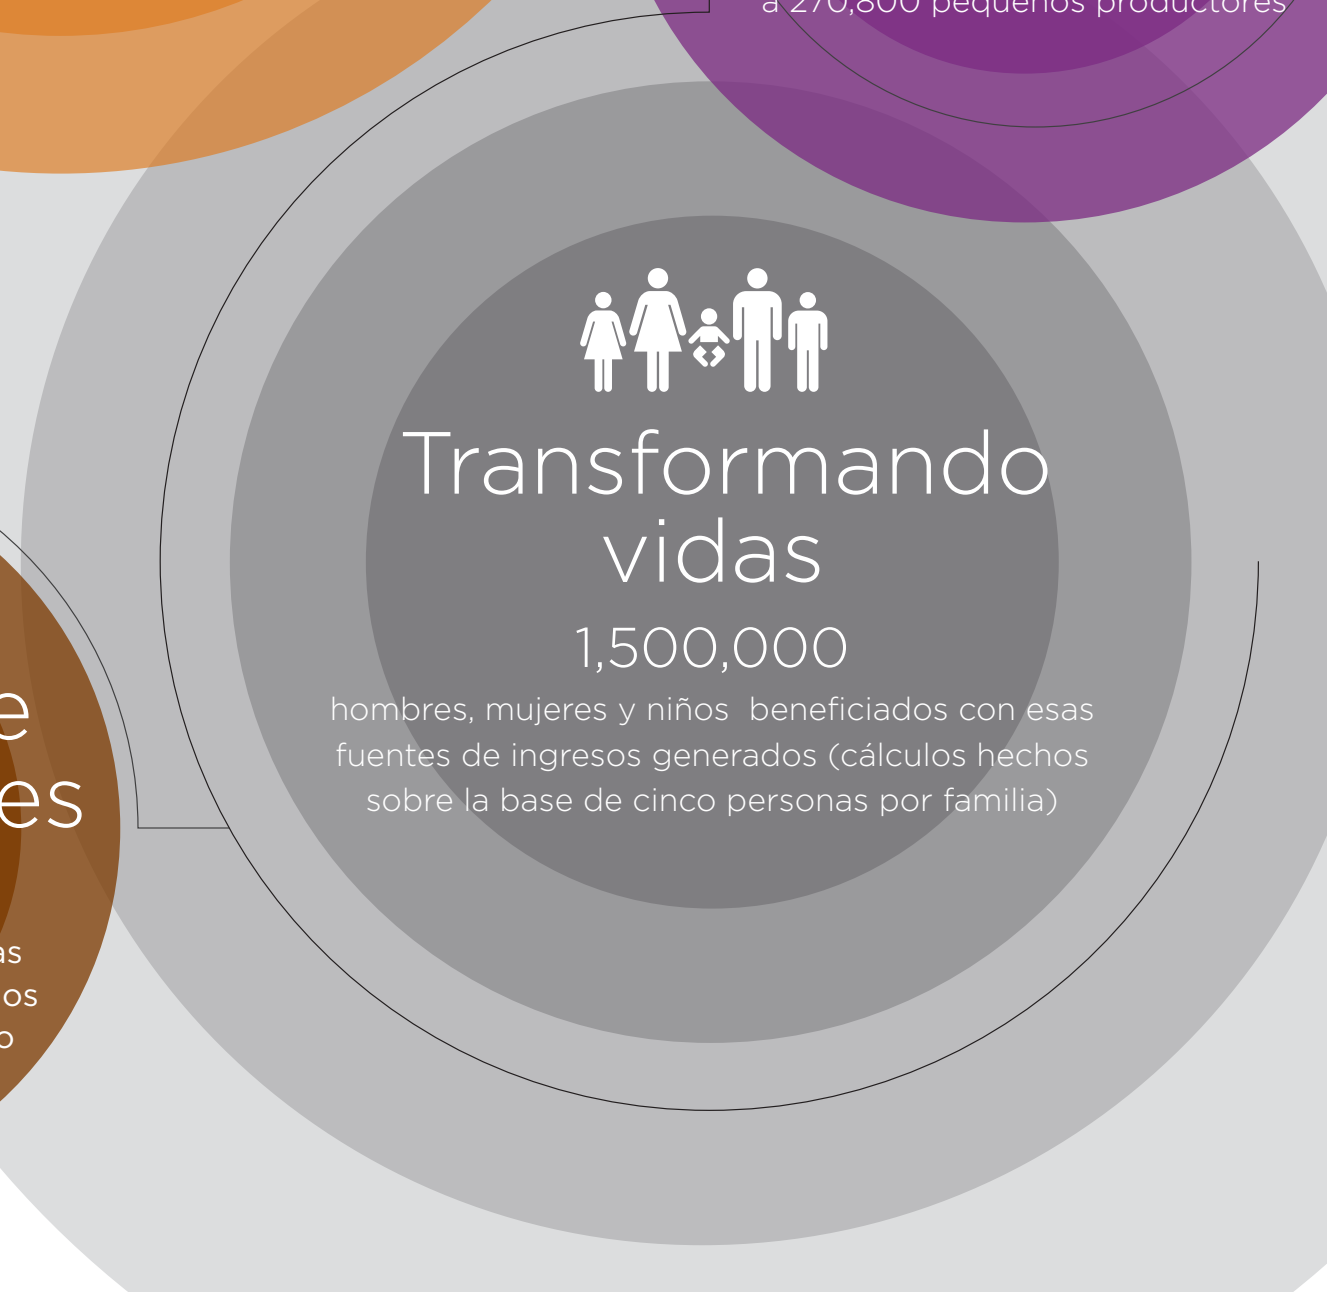 a 270,800 pequeños productores
Transformando
vidas
1,500,000
hombres, mujeres y niños beneficiados con esas
fuentes de ingresos generados (cálculos hechos
sobre la base de cinco personas por familia)